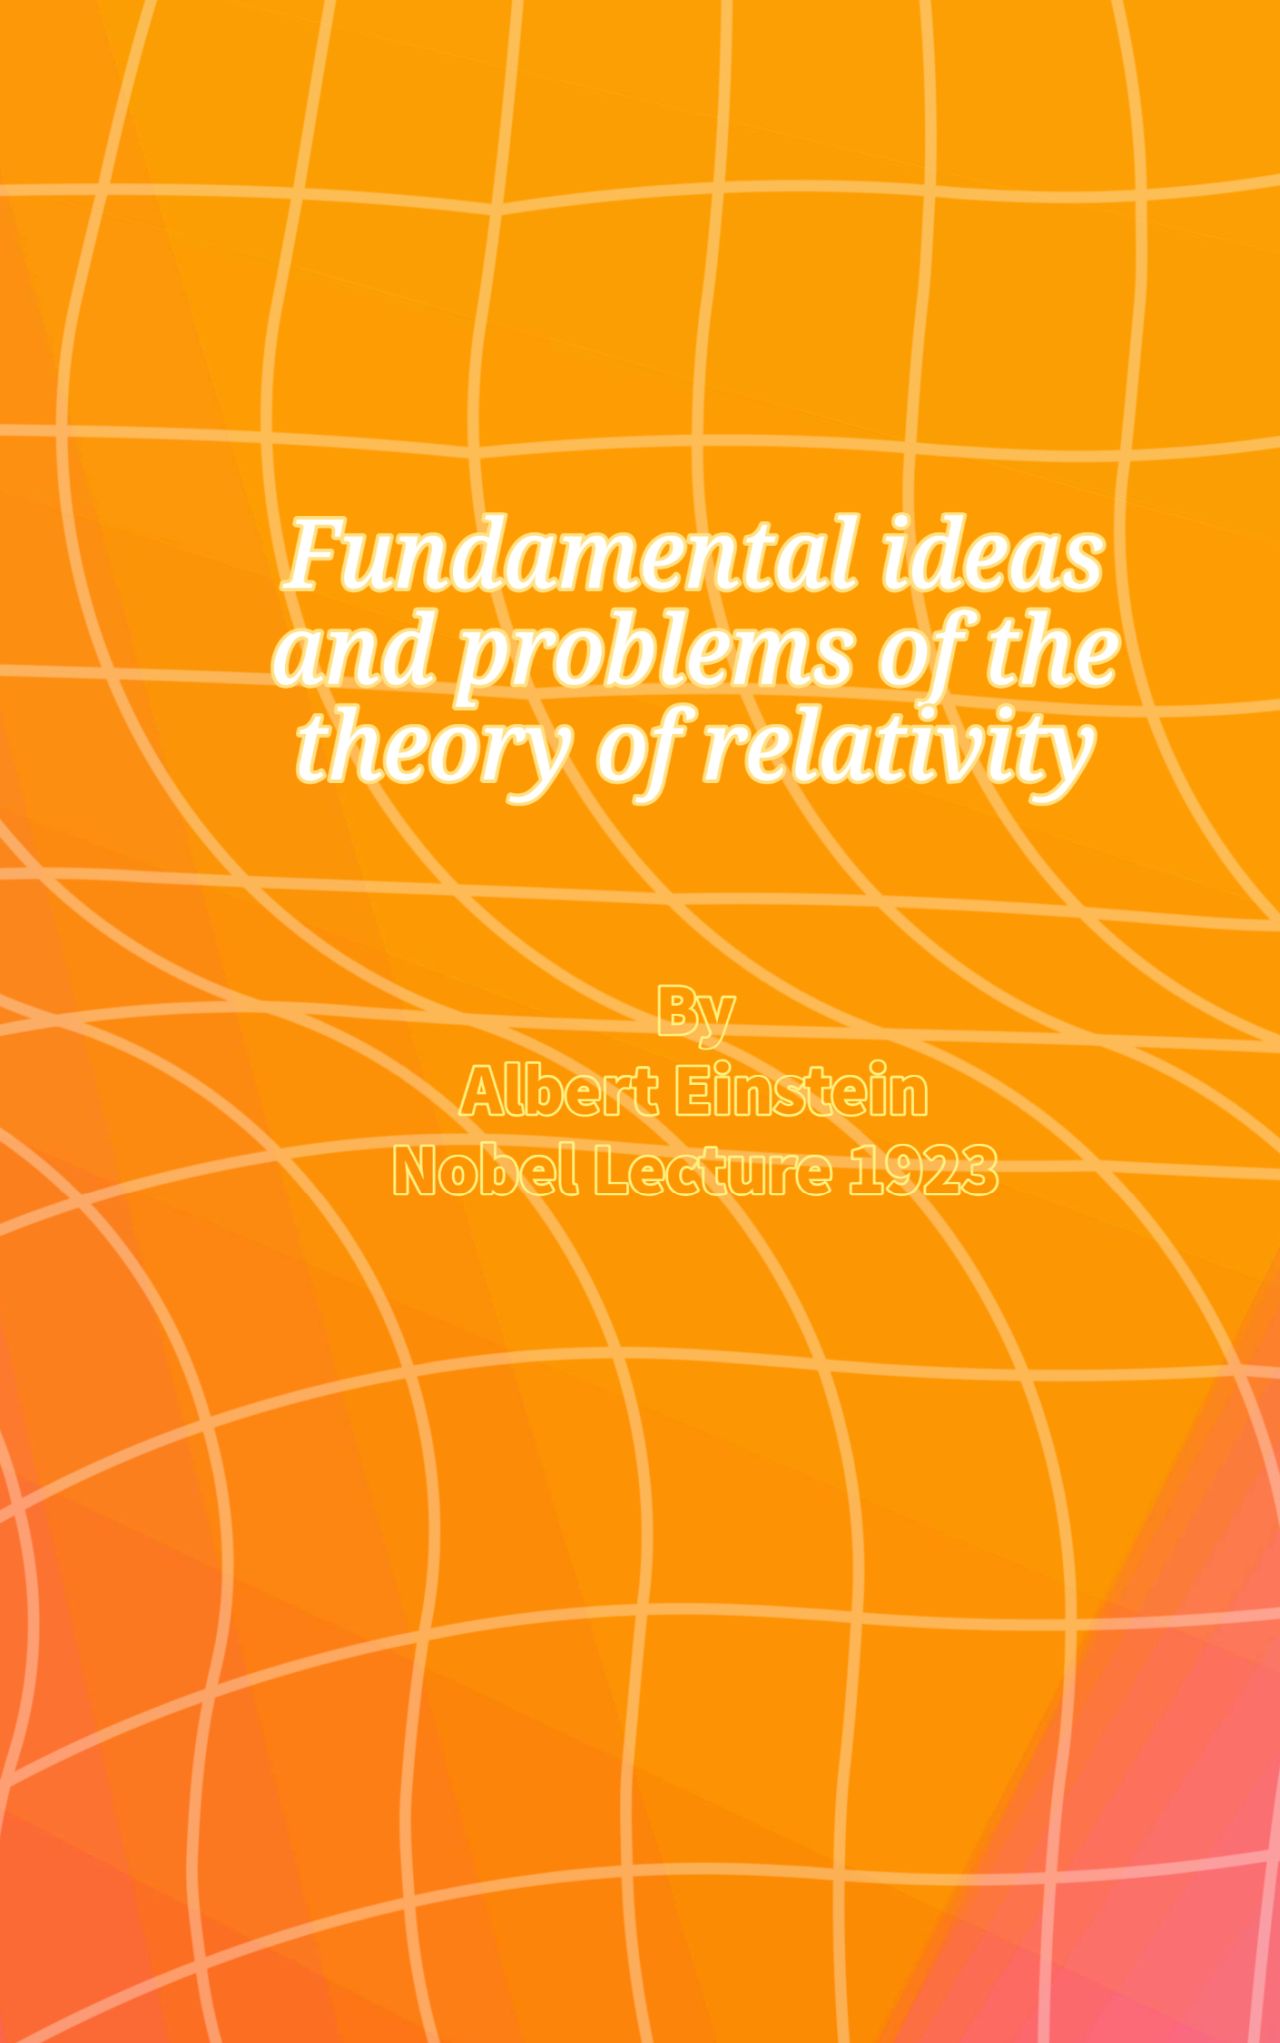 Fundamental ideas
and problems of the
theory of relativity
By
Albert Einstein
Nobel Lecture 1923